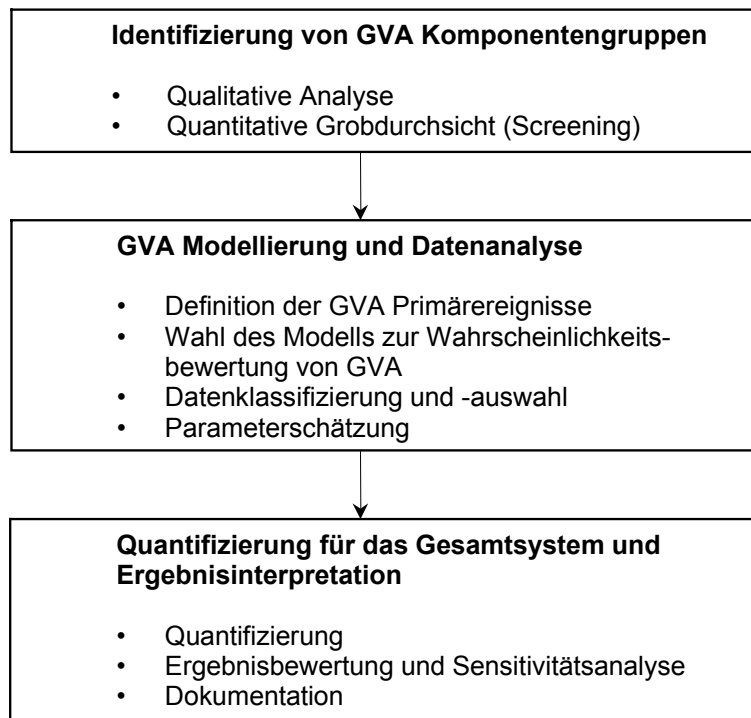 Identifizierung von GVA Komponentengruppen
• Qualitative Analyse
• Quantitative Grobdurchsicht (Screening)
GVA Modellierung und Datenanalyse
• Definition der GVA Primärereignisse
• Wahl des Modells zur Wahrscheinlichkeits-
bewertung von GVA
• Datenklassifizierung und -auswahl
• Parameterschätzung
Quantifizierung für das Gesamtsystem und
Ergebnisinterpretation
• Quantifizierung
• Ergebnisbewertung und Sensitivitätsanalyse
• Dokumentation